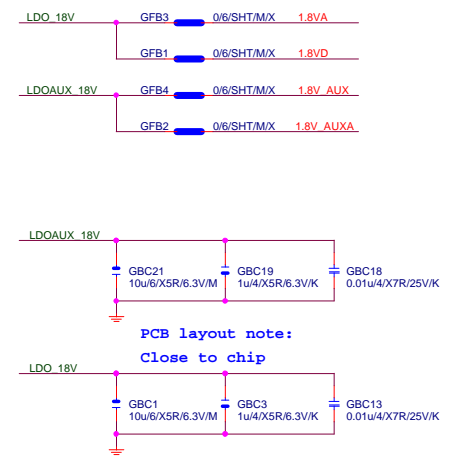 LDO_18V GFB3 0/6/SHT/M/X 1.8VA
GFB1 0/6/SHT/M/X 1.8VD
LDOAUX_18V GFB4 0/6/SHT/M/X 1.8V_AUX
GFB2 0/6/SHT/M/X 1.8V_AUXA
LDOAUX_18V
GBC21 GBC19 GBC18
10u/6/X5R/6.3V/M 1u/4/X5R/6.3V/K 0.01u/4/X7R/25V/K
PCB layout note:
Close to chip
LDO_18V
GBC1 GBC3 GBC13
10u/6/X5R/6.3V/M 1u/4/X5R/6.3V/K 0.01u/4/X7R/25V/K